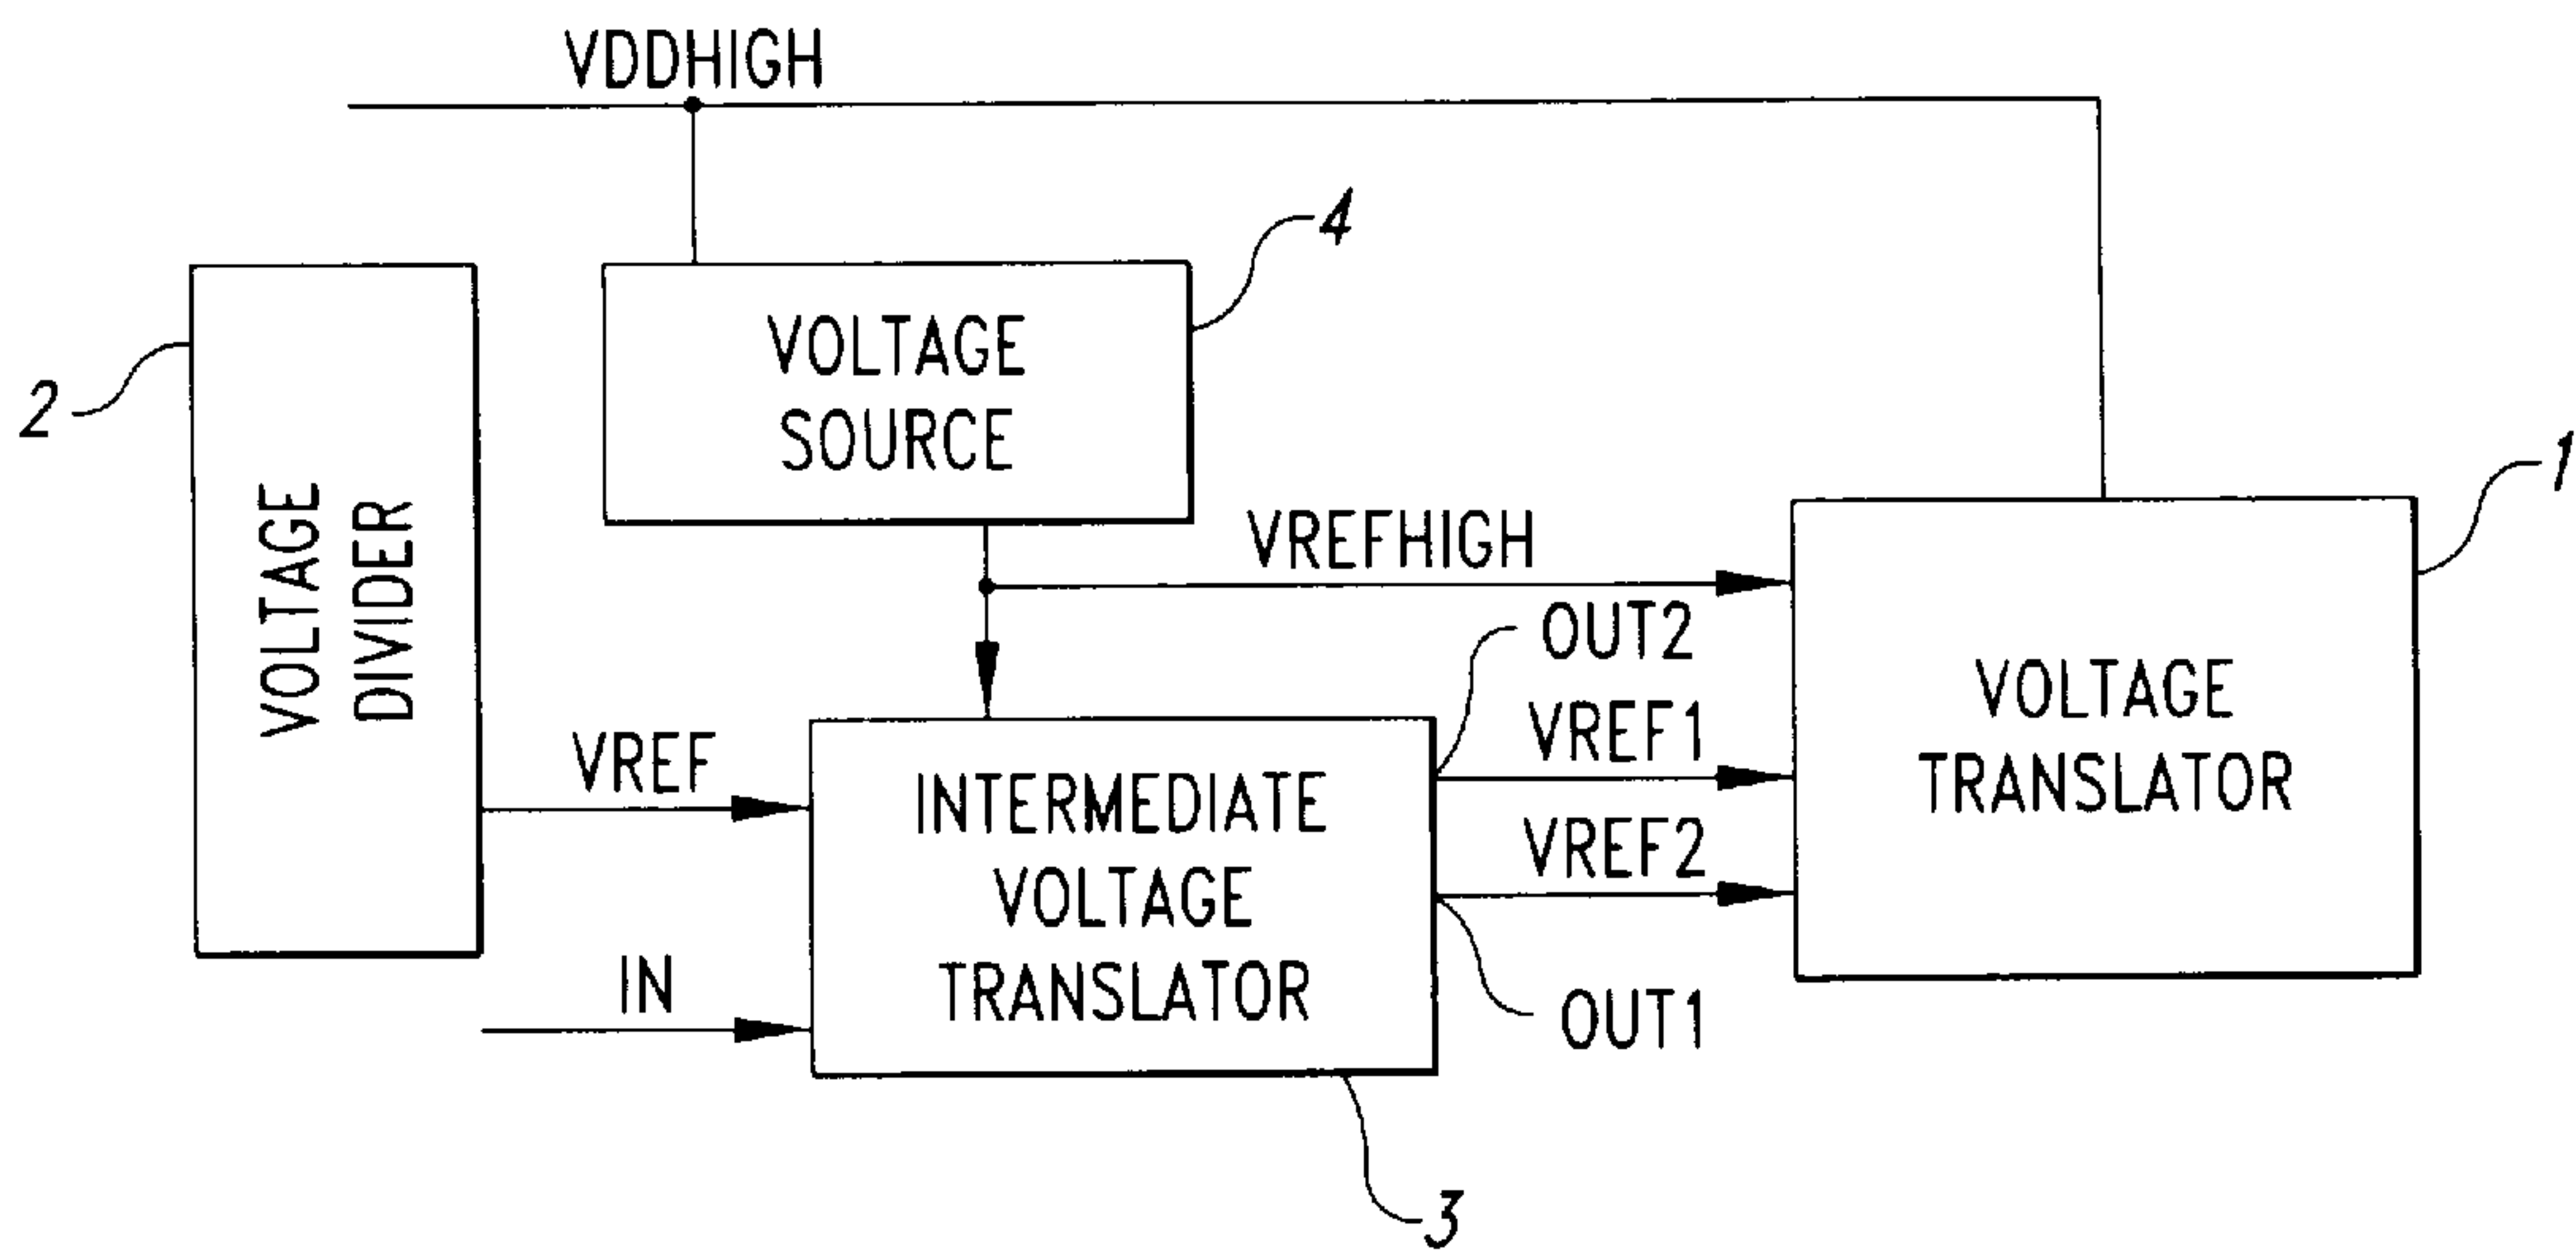 VDDHIGH
4
VOLTAGE
SOURCE
2
VOLTAGE
DIVIDER
1
VREFHIGH
OUT2
VOLTAGE
TRANSLATOR
VREF1
VREF
INTERMEDIATE
VOLTAGE
TRANSLATOR
VREF2
IN
OUT1
3